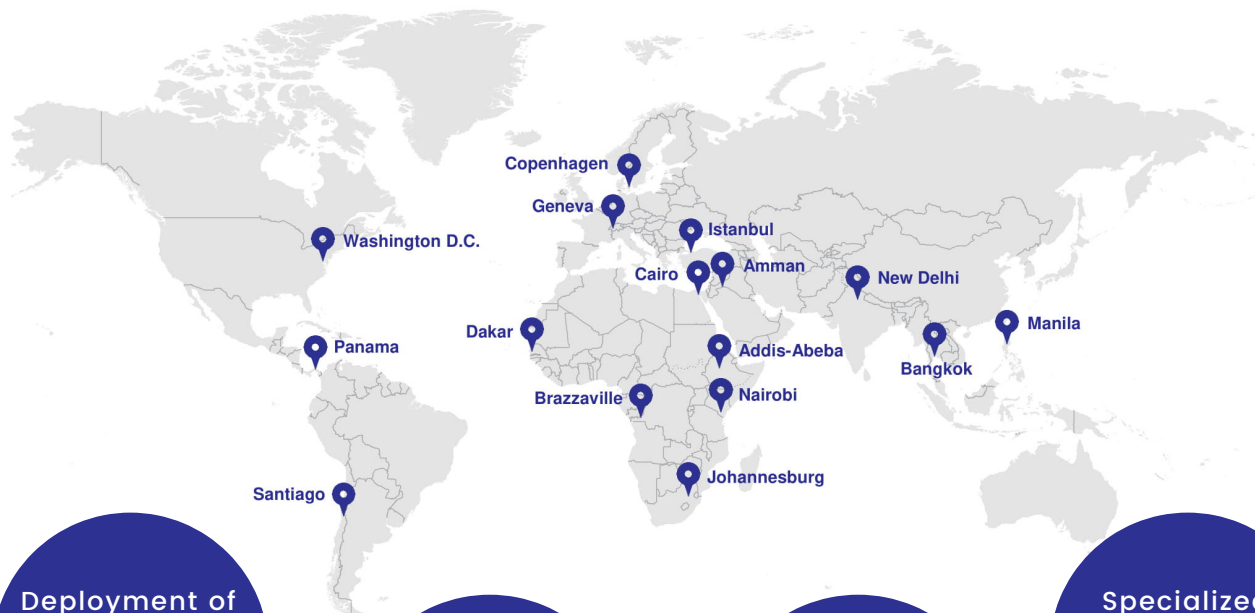 Copenhagen
Geneva
Istanbul
Washington D.C.
Cairo
Amman
New Delhi
Dakar
Manila
Panama
Addis-Abeba
Bangkok
Brazzaville
Nairobi
Johannesburg
Santiago
Deployment of
Specialized